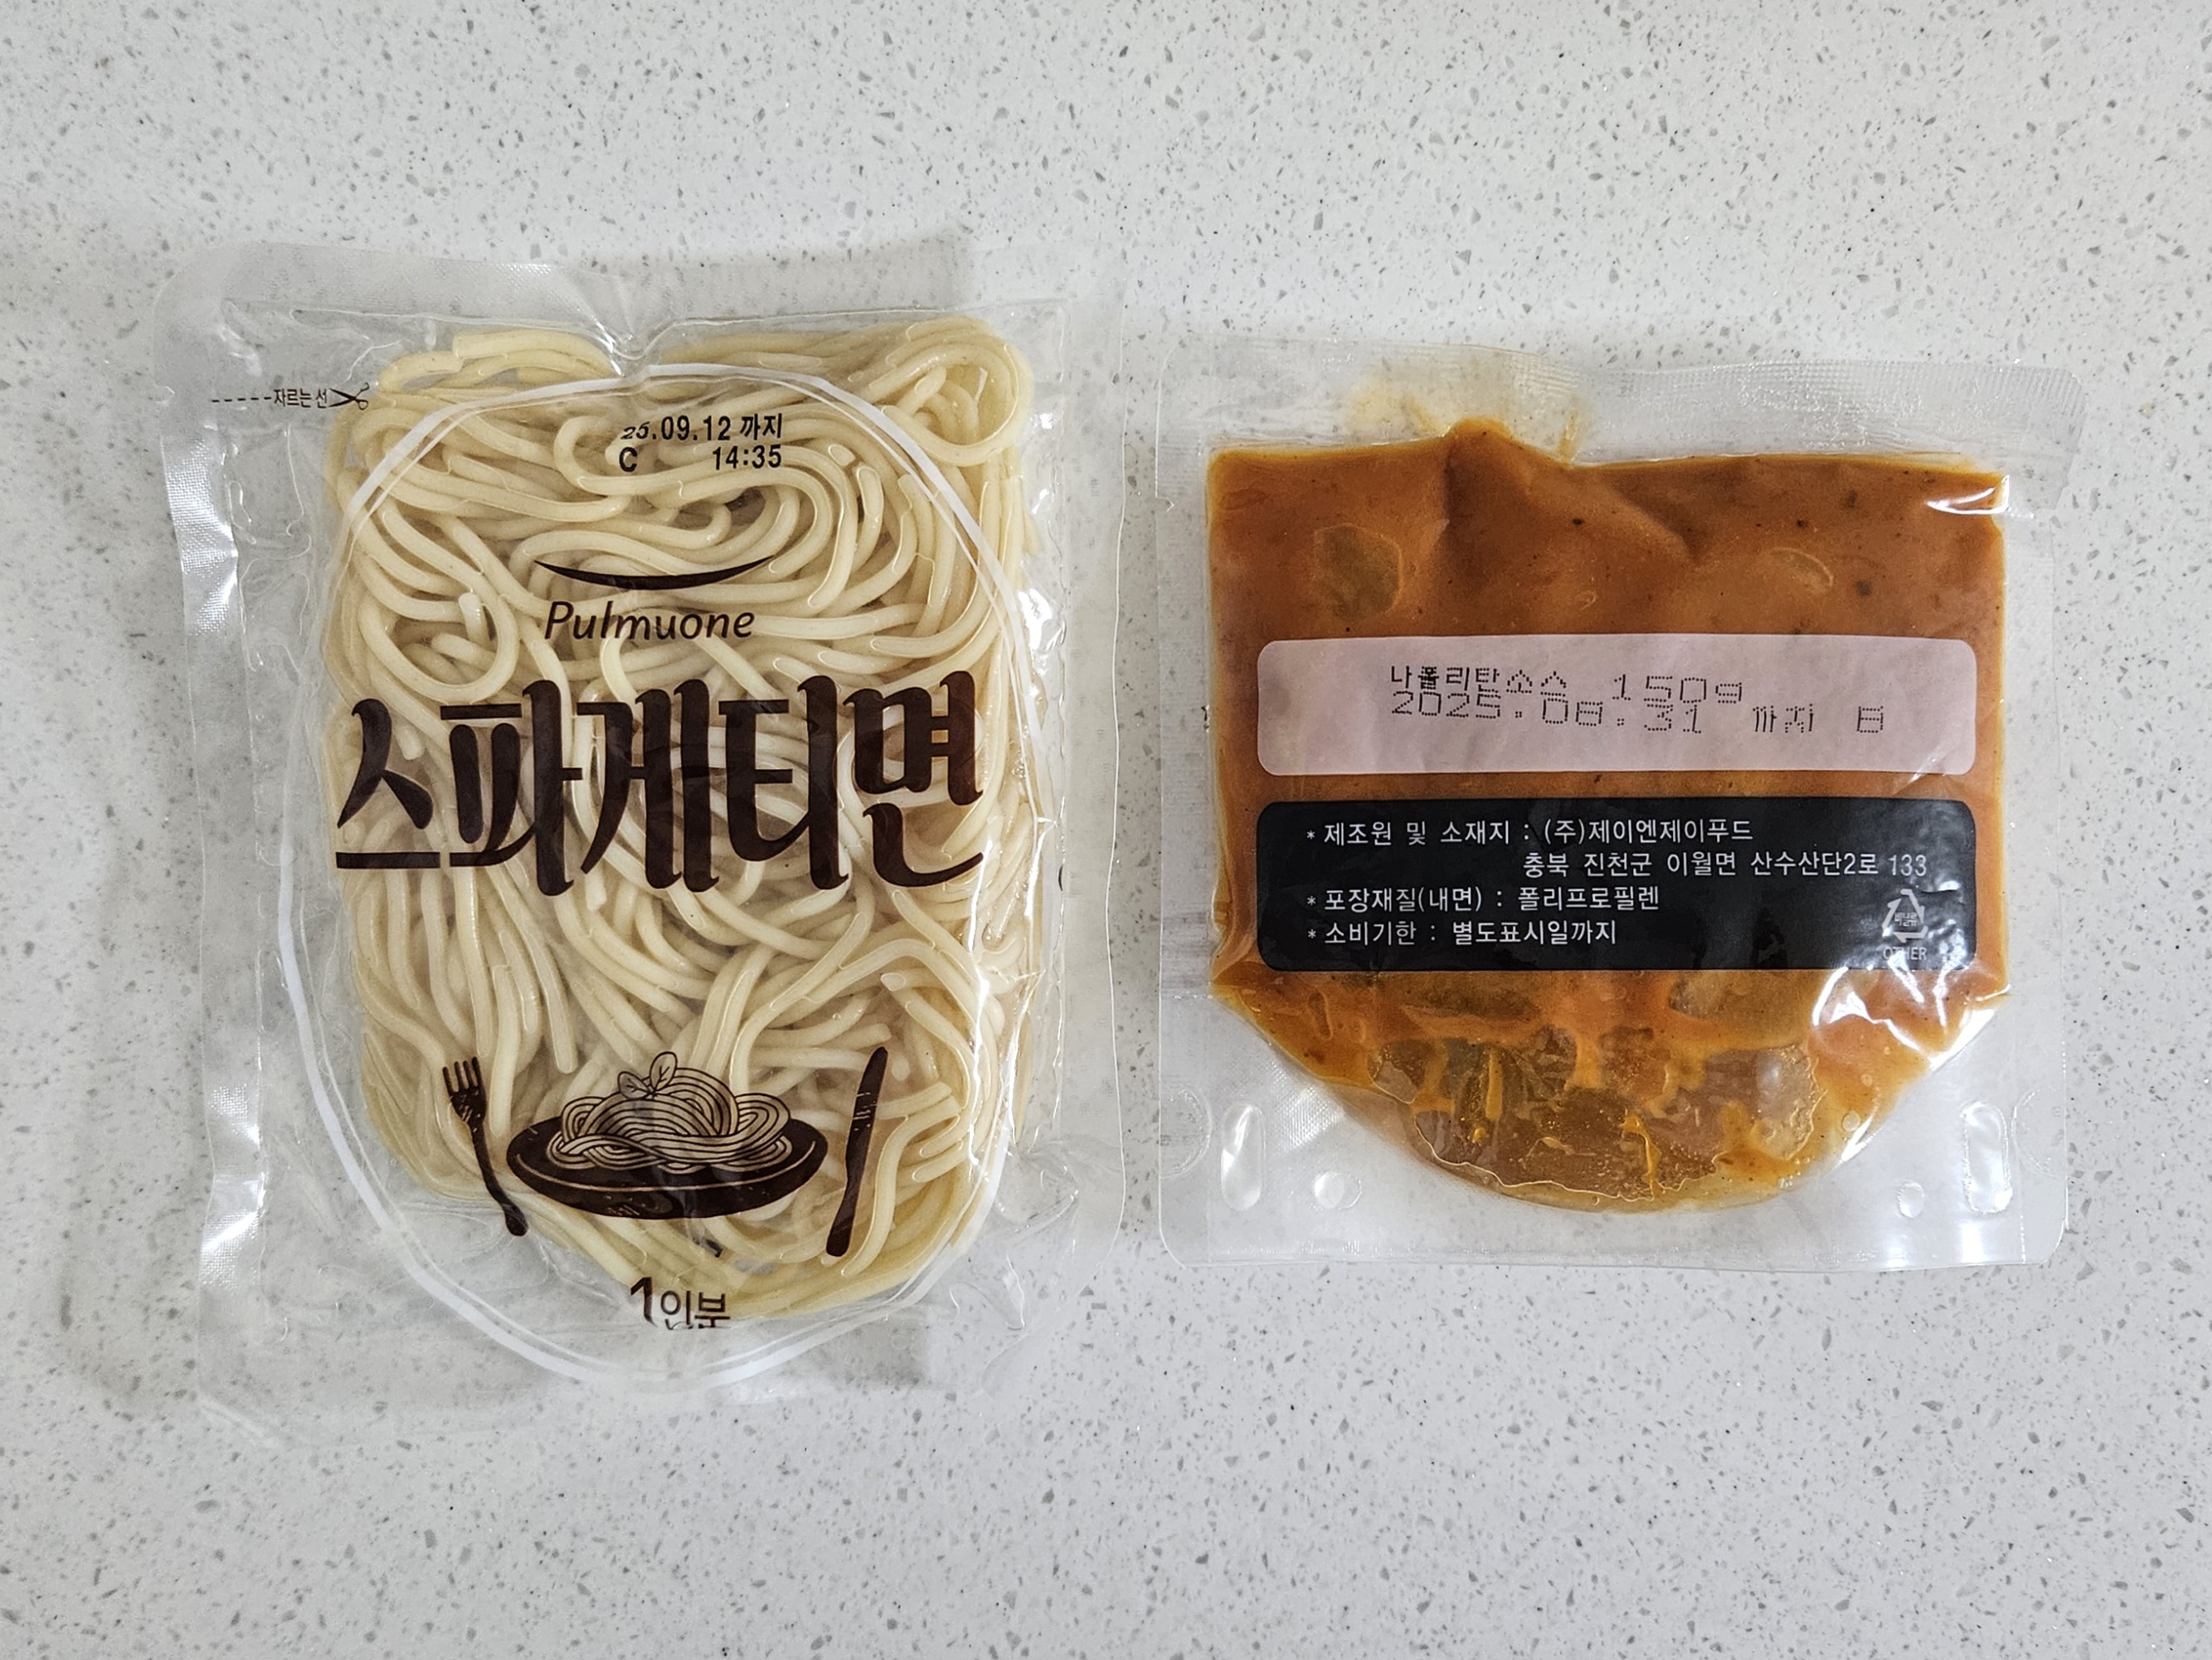 자르는 선
25.09.12 까지
C 14:35
Pulmuone
스파게티면
1인분
나폴리탄소스 150g
2025.08.31 까지 B
* 제조원 및 소재지 : (주)제이엔제이푸드
충북 진천군 이월면 산수산단2로 133
* 포장재질(내면) : 폴리프로필렌
* 소비기한 : 별도표시일까지
비닐류
OTHER